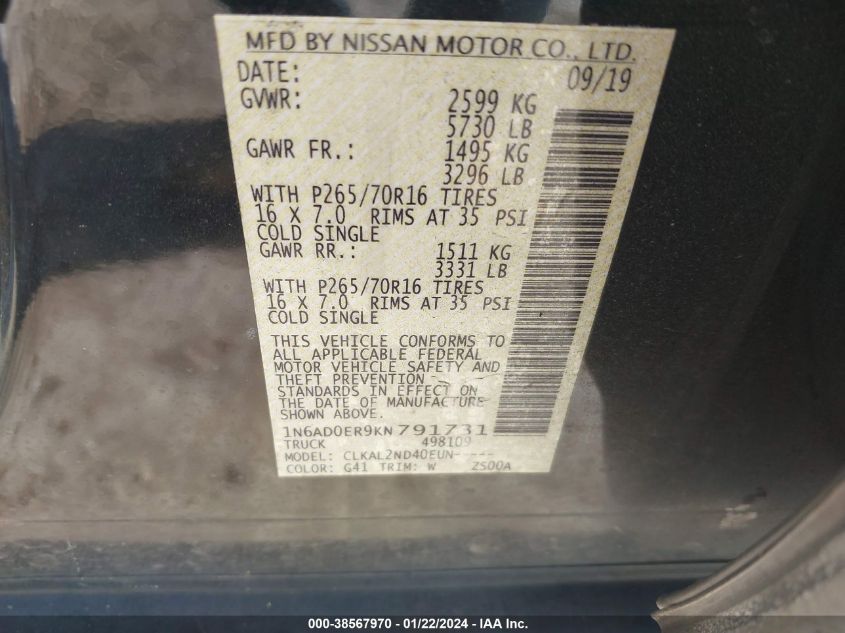 MFD BY NISSAN MOTOR CO., LTD.
DATE: 09/19
GVWR: 2599 KG
5730 LB
GAWR FR.: 1495 KG
3296 LB
WITH P265/70R16 TIRES
16 X 7.0 RIMS AT 35 PSI
COLD SINGLE
GAWR RR.: 1511 KG
3331 LB
WITH P265/70R16 TIRES
16 X 7.0 RIMS AT 35 PSI
COLD SINGLE
THIS VEHICLE CONFORMS TO
ALL APPLICABLE FEDERAL
MOTOR VEHICLE SAFETY AND
THEFT PREVENTION
STANDARDS IN EFFECT ON
THE DATE OF MANUFACTURE
SHOWN ABOVE.
1N6AD0ER9KN791731
TRUCK 498109
MODEL: CLKAL2ND40EUN-----
COLOR: G41 TRIM: W ZS00A
000-38567970 - 01/22/2024 - IAA Inc.